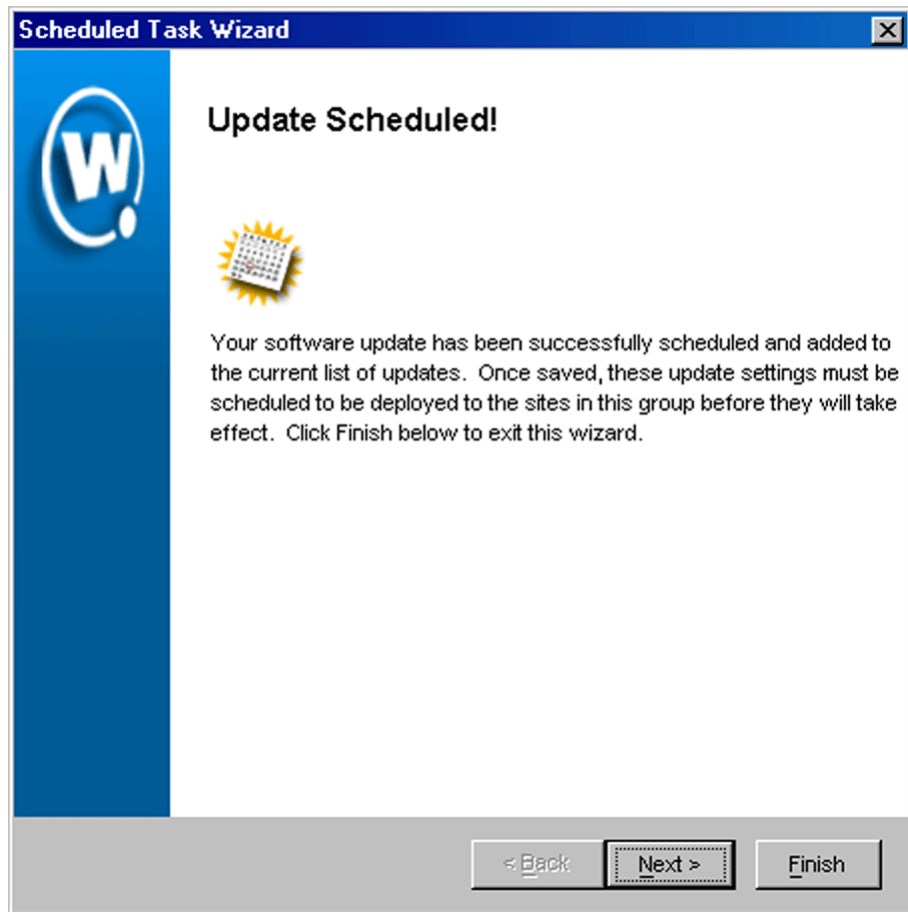 Scheduled Task Wizard
W
Update Scheduled!
Your software update has been successfully scheduled and added to
the current list of updates.  Once saved, these update settings must be
scheduled to be deployed to the sites in this group before they will take
effect.  Click Finish below to exit this wizard.
< Back
Next >
Finish